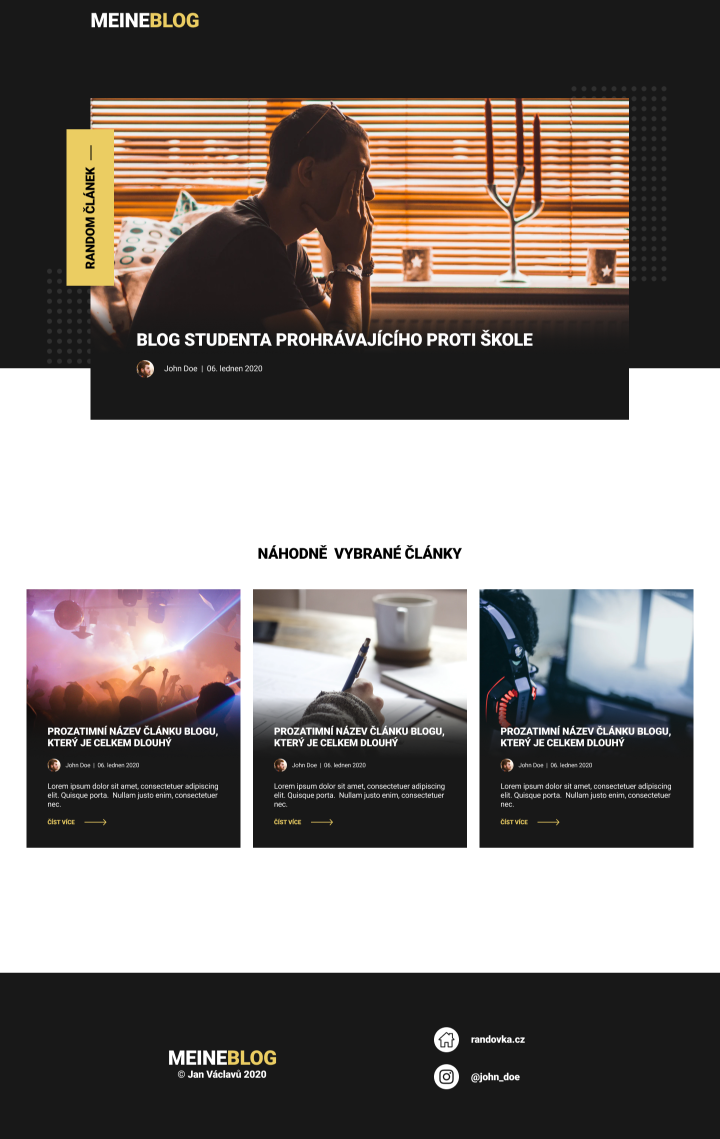 MEINEBLOG
RANDOM ČLÁNEK
BLOG STUDENTA PROHRÁVAJÍCÍHO PROTI ŠKOLE
John Doe | 06. lednen 2020
NÁHODNĚ VYBRANÉ ČLÁNKY
PROZATIMNÍ NÁZEV ČLÁNKU BLOGU,
KTERÝ JE CELKEM DLOUHÝ
John Doe | 06. lednen 2020
Lorem ipsum dolor sit amet, consectetuer adipiscing
elit. Quisque porta. Nullam justo enim, consectetuer
nec.
ČÍST VÍCE
PROZATIMNÍ NÁZEV ČLÁNKU BLOGU,
KTERÝ JE CELKEM DLOUHÝ
John Doe | 06. lednen 2020
Lorem ipsum dolor sit amet, consectetuer adipiscing
elit. Quisque porta. Nullam justo enim, consectetuer
nec.
ČÍST VÍCE
PROZATIMNÍ NÁZEV ČLÁNKU BLOGU,
KTERÝ JE CELKEM DLOUHÝ
John Doe | 06. lednen 2020
Lorem ipsum dolor sit amet, consectetuer adipiscing
elit. Quisque porta. Nullam justo enim, consectetuer
nec.
ČÍST VÍCE
MEINEBLOG
© Jan Václavů 2020
randovka.cz
@john_doe